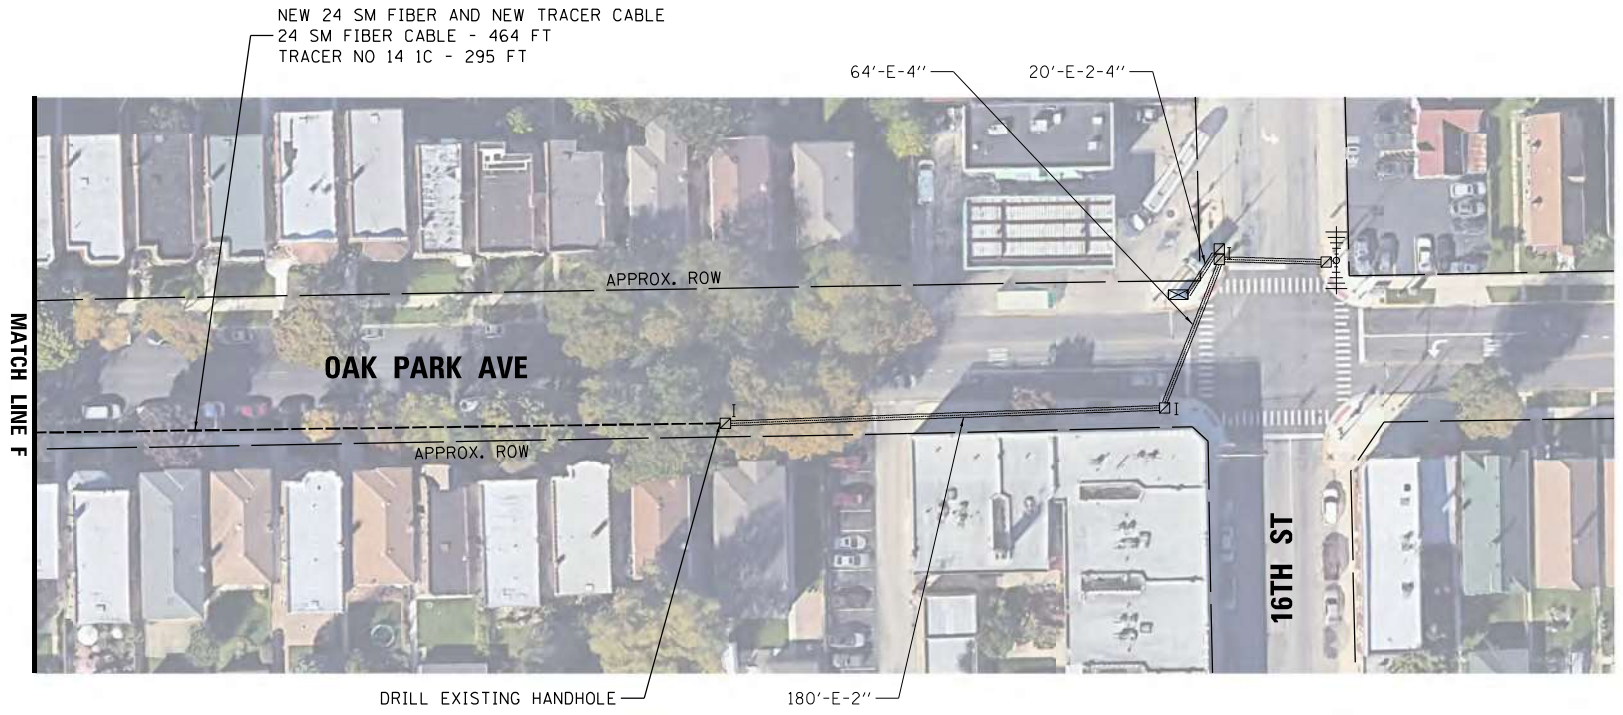 NEW 24 SM FIBER AND NEW TRACER CABLE
24 SM FIBER CABLE - 464 FT
TRACER NO 14 1C - 295 FT
64'-E-4''
20'-E-2-4''
APPROX. ROW
MATCH LINE F
OAK PARK AVE
I
I
I
APPROX. ROW
16TH ST
DRILL EXISTING HANDHOLE
180'-E-2''